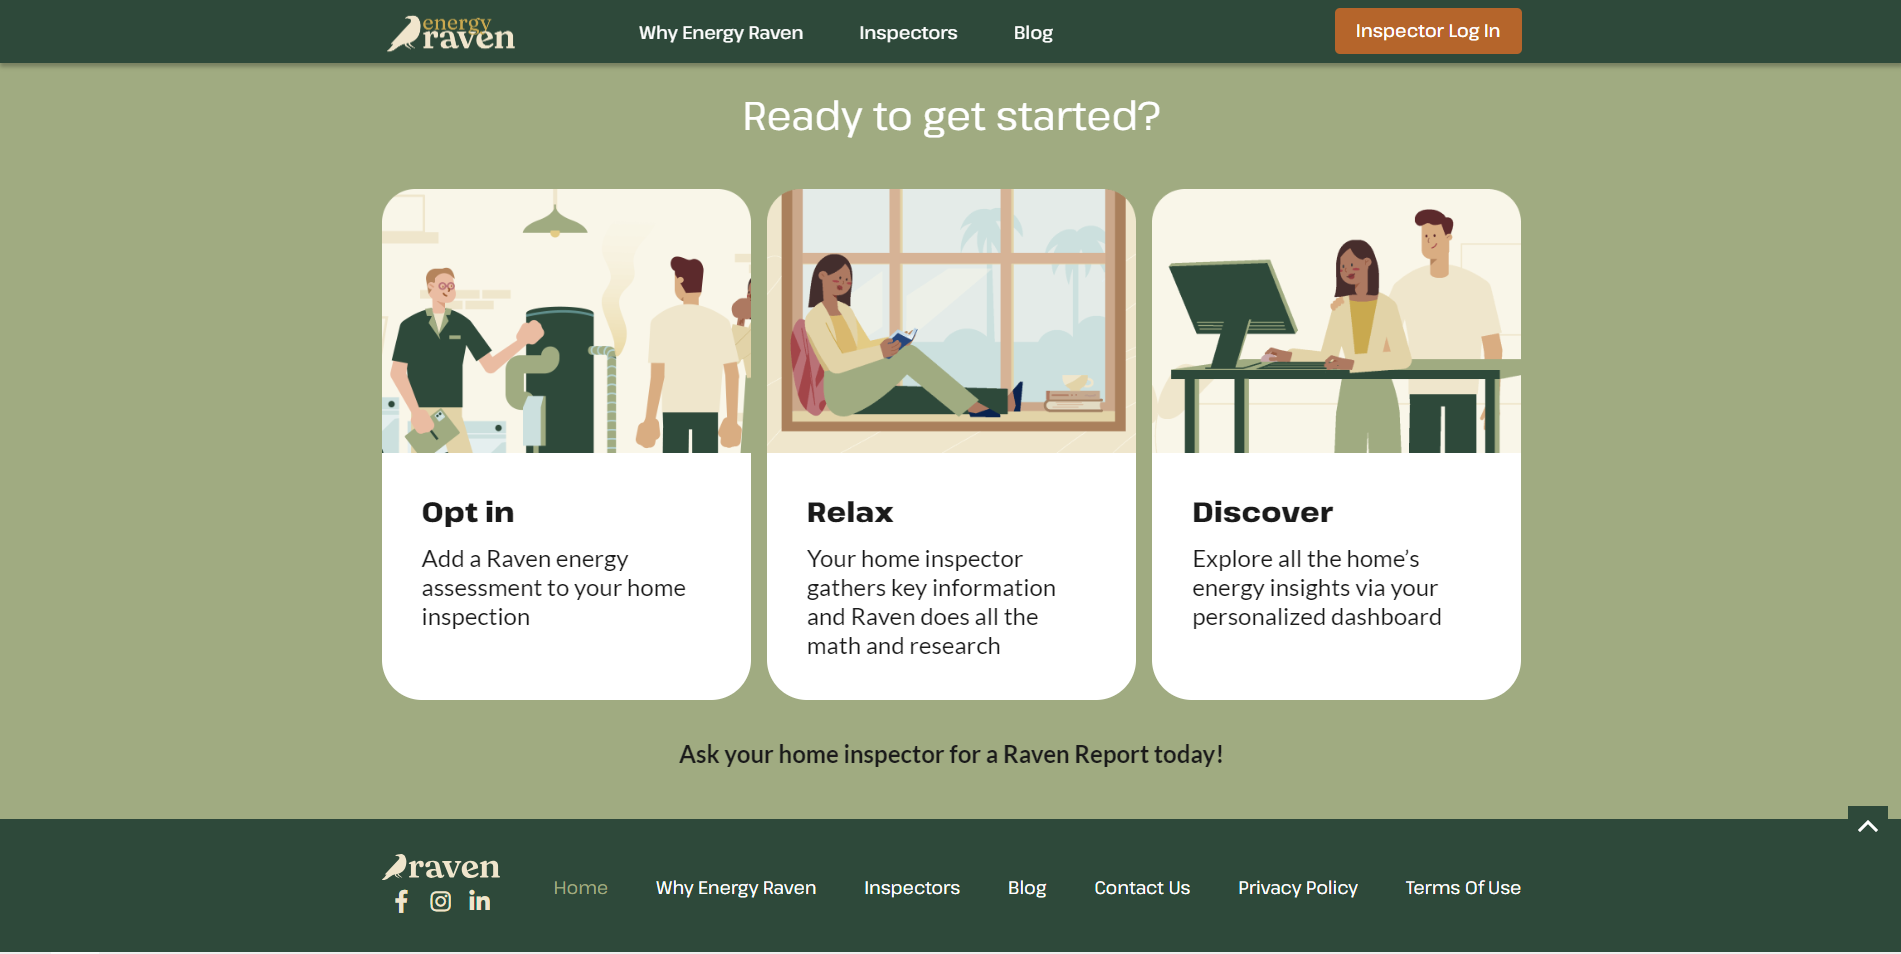 energy
raven
Why Energy Raven
Inspectors
Blog
Inspector Log In
Ready to get started?
Opt in
Add a Raven energy
assessment to your home
inspection
Relax
Your home inspector
gathers key information
and Raven does all the
math and research
Discover
Explore all the home’s
energy insights via your
personalized dashboard
Ask your home inspector for a Raven Report today!
raven
Home
Why Energy Raven
Inspectors
Blog
Contact Us
Privacy Policy
Terms Of Use